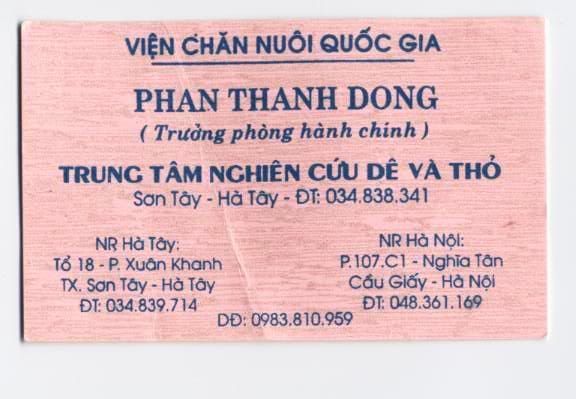 VIỆN CHĂN NUÔI QUỐC GIA
PHAN THANH DONG
( Trưởng phòng hành chính )
TRUNG TÂM NGHIÊN CỨU DÊ VÀ THỎ
Sơn Tây - Hà Tây - ĐT: 034.838.341
NR Hà Tây:
Tổ 18 - P. Xuân Khanh
TX. Sơn Tây - Hà Tây
ĐT: 034.839.714
NR Hà Nội:
P.107.C1 - Nghĩa Tân
Cầu Giấy - Hà Nội
ĐT: 048.361.169
DĐ: 0983.810.959